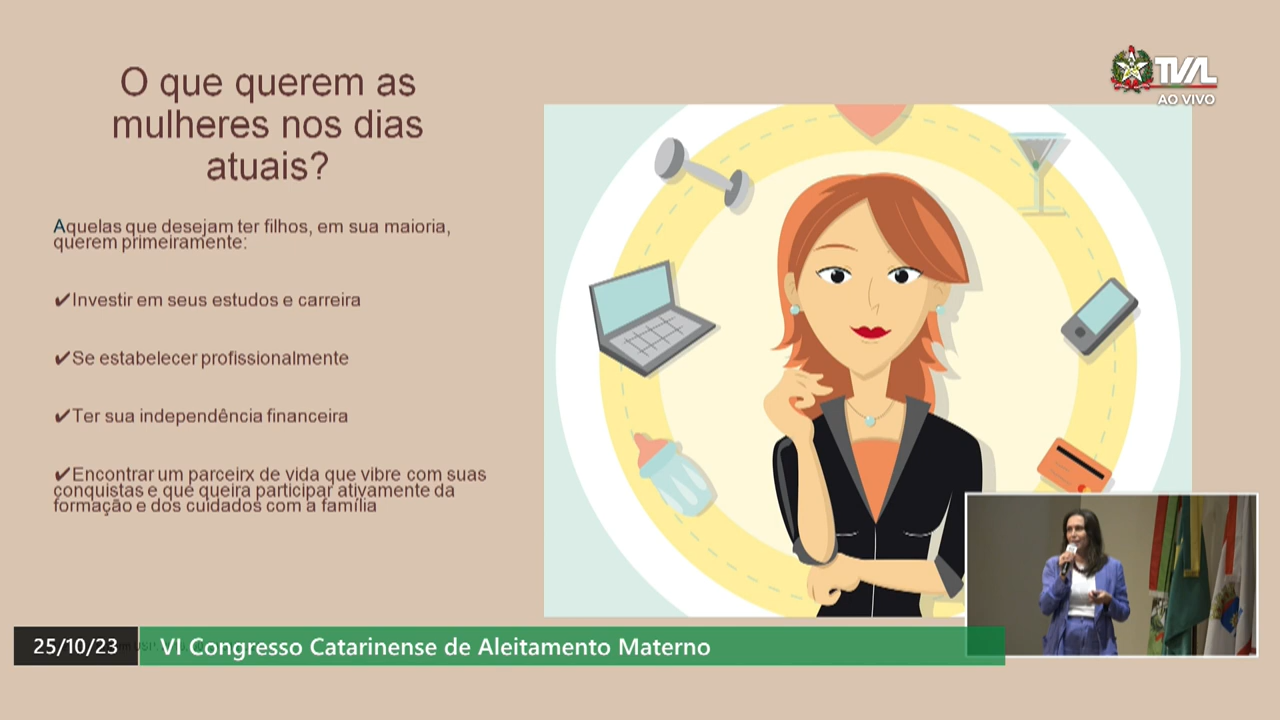 O que querem as
mulheres nos dias
atuais?
TVAL
AO VIVO
Aquelas que desejam ter filhos, em sua maioria,
querem primeiramente:
✔Investir em seus estudos e carreira
✔Se estabelecer profissionalmente
✔Ter sua independência financeira
✔Encontrar um parceirx de vida que vibre com suas
conquistas e que queira participar ativamente da
formação e dos cuidados com a família
25/10/23
VI Congresso Catarinense de Aleitamento Materno